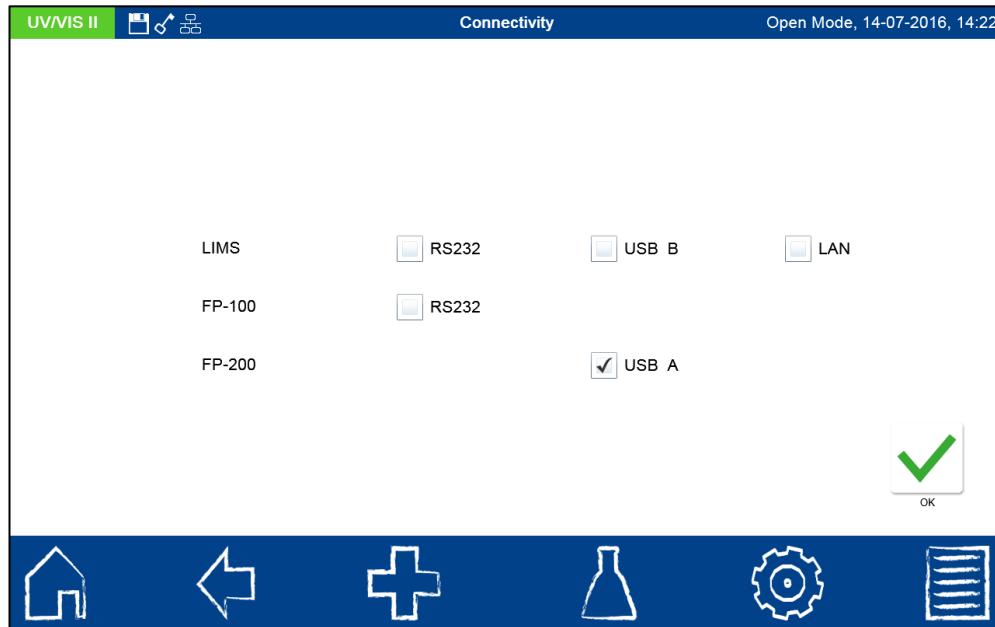 UV/VIS II Connectivity Open Mode, 14-07-2016, 14:22
LIMS RS232 USB B LAN
FP-100 RS232
FP-200 USB A
OK